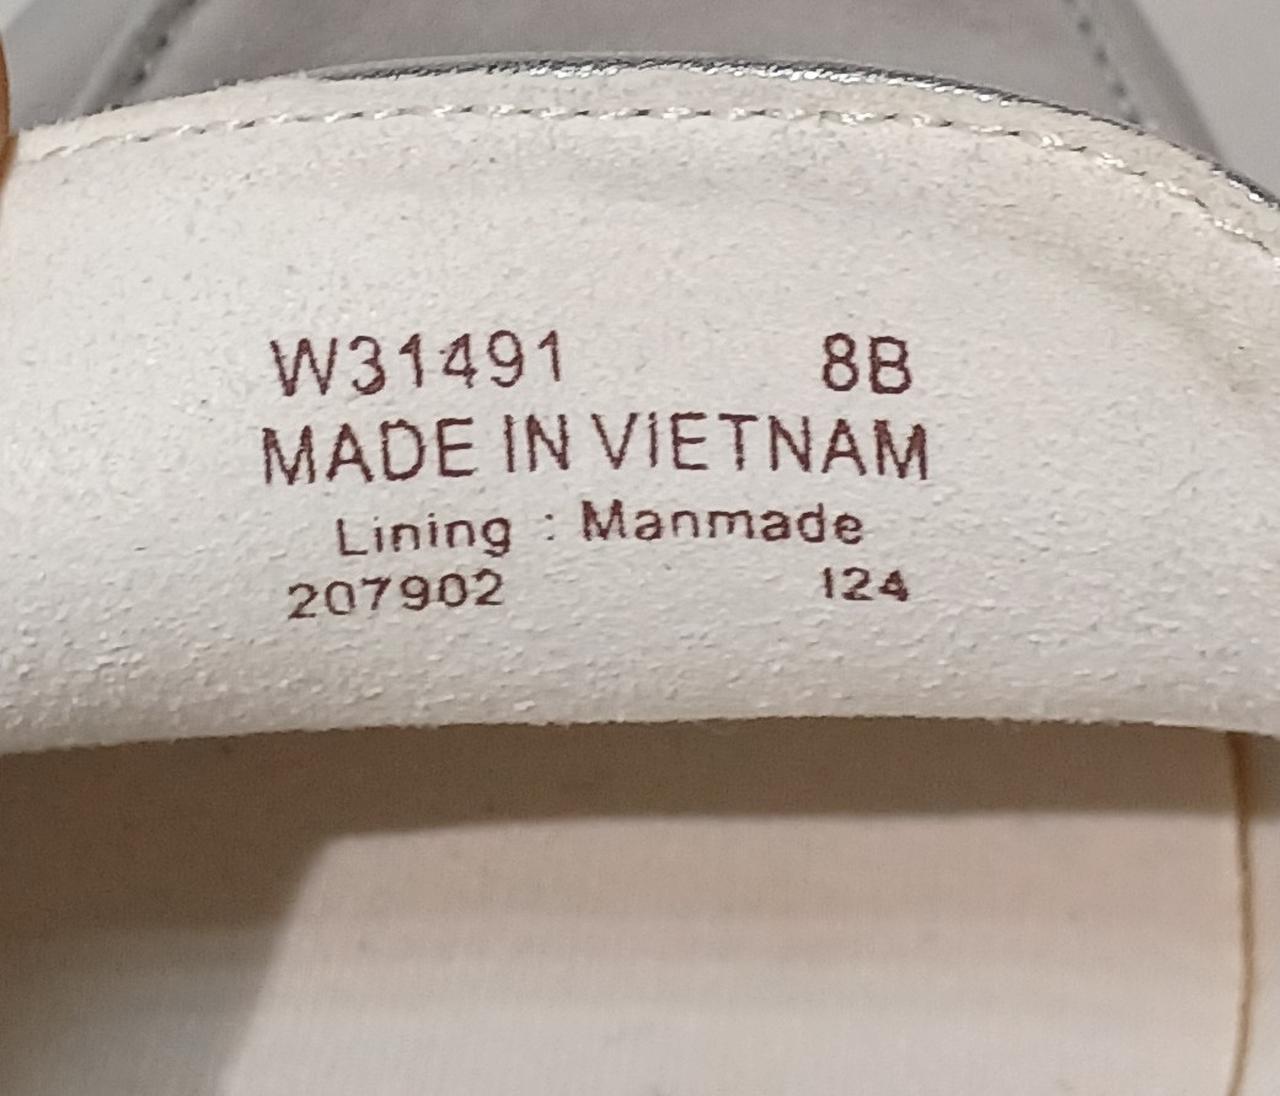 W31491 8B
MADE IN VIETNAM
Lining : Manmade
207902 124